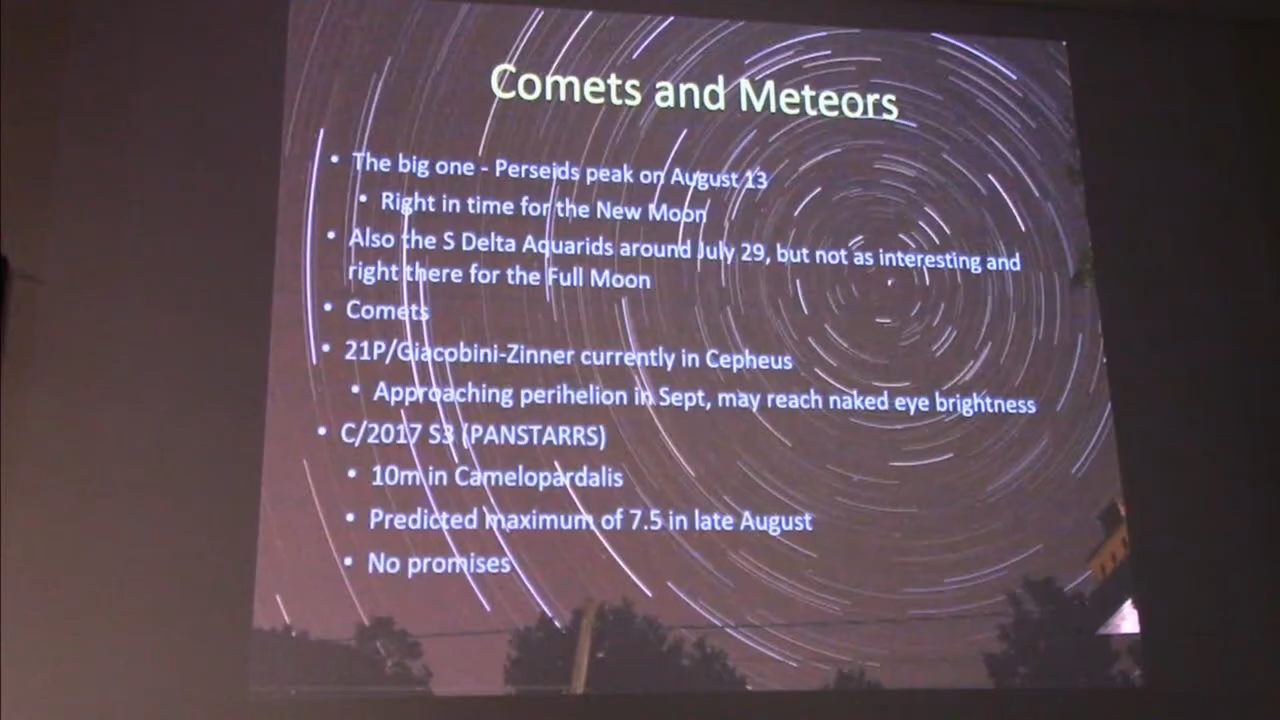 Comets and Meteors
• The big one - Perseids peak on August 13
• Right in time for the New Moon
• Also the S Delta Aquarids around July 29, but not as interesting and
right there for the Full Moon
• Comets
• 21P/Giacobini-Zinner currently in Cepheus
• Approaching perihelion in Sept, may reach naked eye brightness
• C/2017 S3 (PANSTARRS)
• 10m in Camelopardalis
• Predicted maximum of 7.5 in late August
• No promises